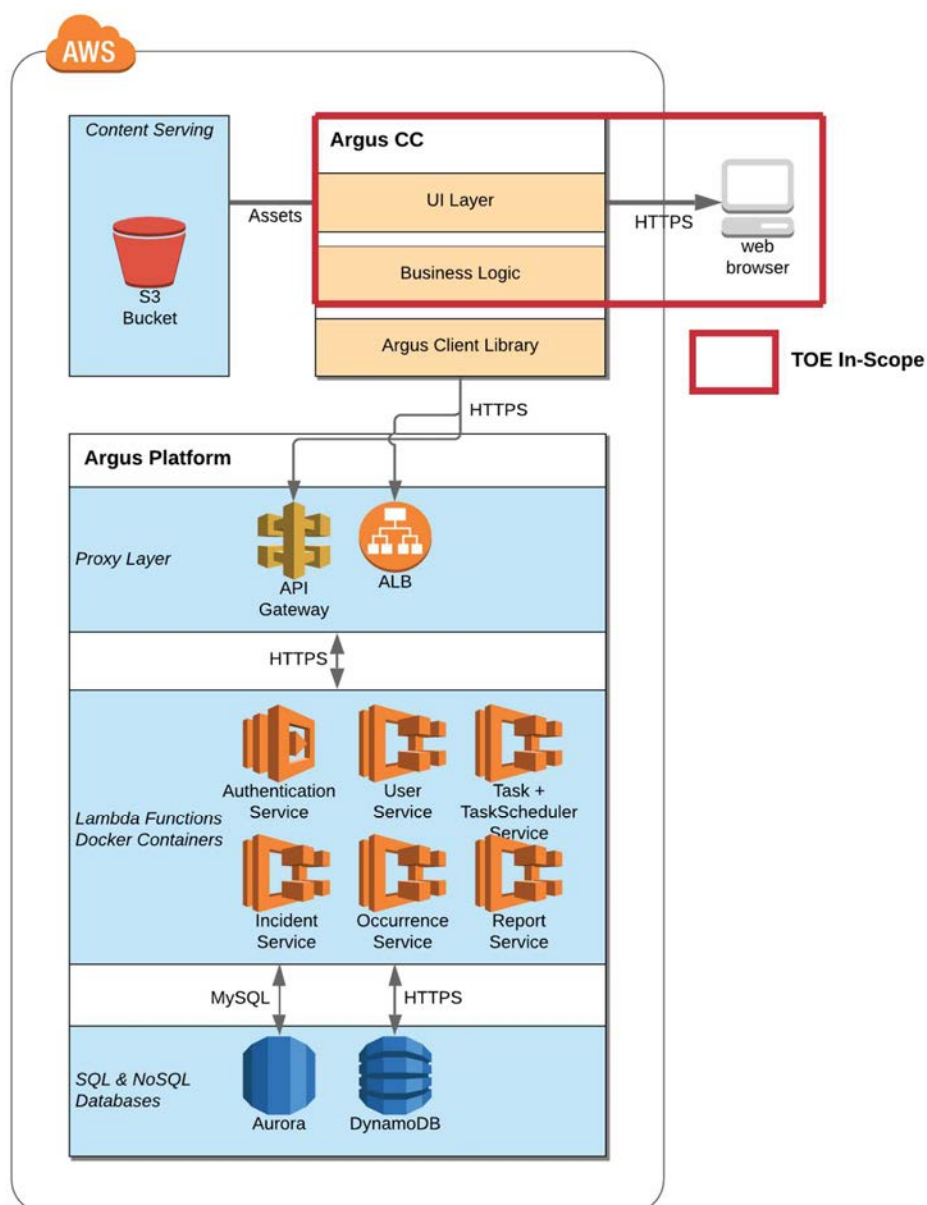 AWS
Content Serving
S3
Bucket
Assets
Argus CC
UI Layer
Business Logic
Argus Client Library
HTTPS
web
browser
TOE In-Scope
HTTPS
Argus Platform
Proxy Layer
API
Gateway
ALB
HTTPS
Lambda Functions
Docker Containers
Authentication
Service
User
Service
Task +
TaskScheduler
Service
Incident
Service
Occurrence
Service
Report
Service
MySQL
HTTPS
SQL & NoSQL
Databases
Aurora
DynamoDB